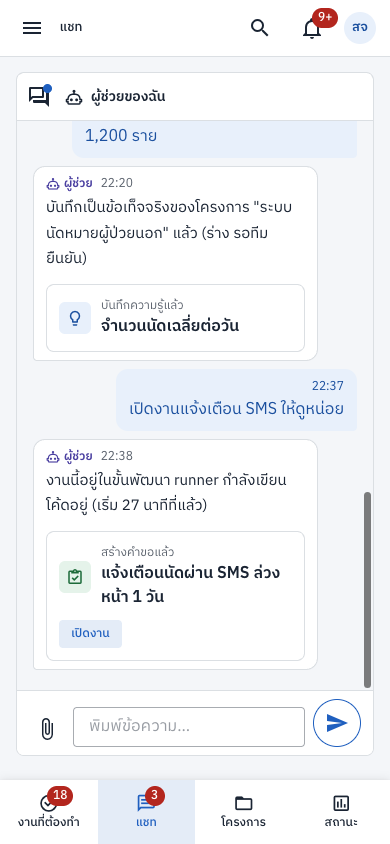 แชท
9+
สจ
ผู้ช่วยของฉัน
1,200 ราย
ผู้ช่วย 22:20
บันทึกเป็นข้อเท็จจริงของโครงการ "ระบบ
นัดหมายผู้ป่วยนอก" แล้ว (ร่าง รอทีม
ยืนยัน)
บันทึกความรู้แล้ว
จำนวนนัดเฉลี่ยต่อวัน
22:37
เปิดงานแจ้งเตือน SMS ให้ดูหน่อย
ผู้ช่วย 22:38
งานนี้อยู่ในขั้นพัฒนา runner กำลังเขียน
โค้ดอยู่ (เริ่ม 27 นาทีที่แล้ว)
สร้างคำขอแล้ว
แจ้งเตือนนัดผ่าน SMS ล่วง
หน้า 1 วัน
เปิดงาน
พิมพ์ข้อความ...
18
3
งานที่ต้องทำ
แชท
โครงการ
สถานะ